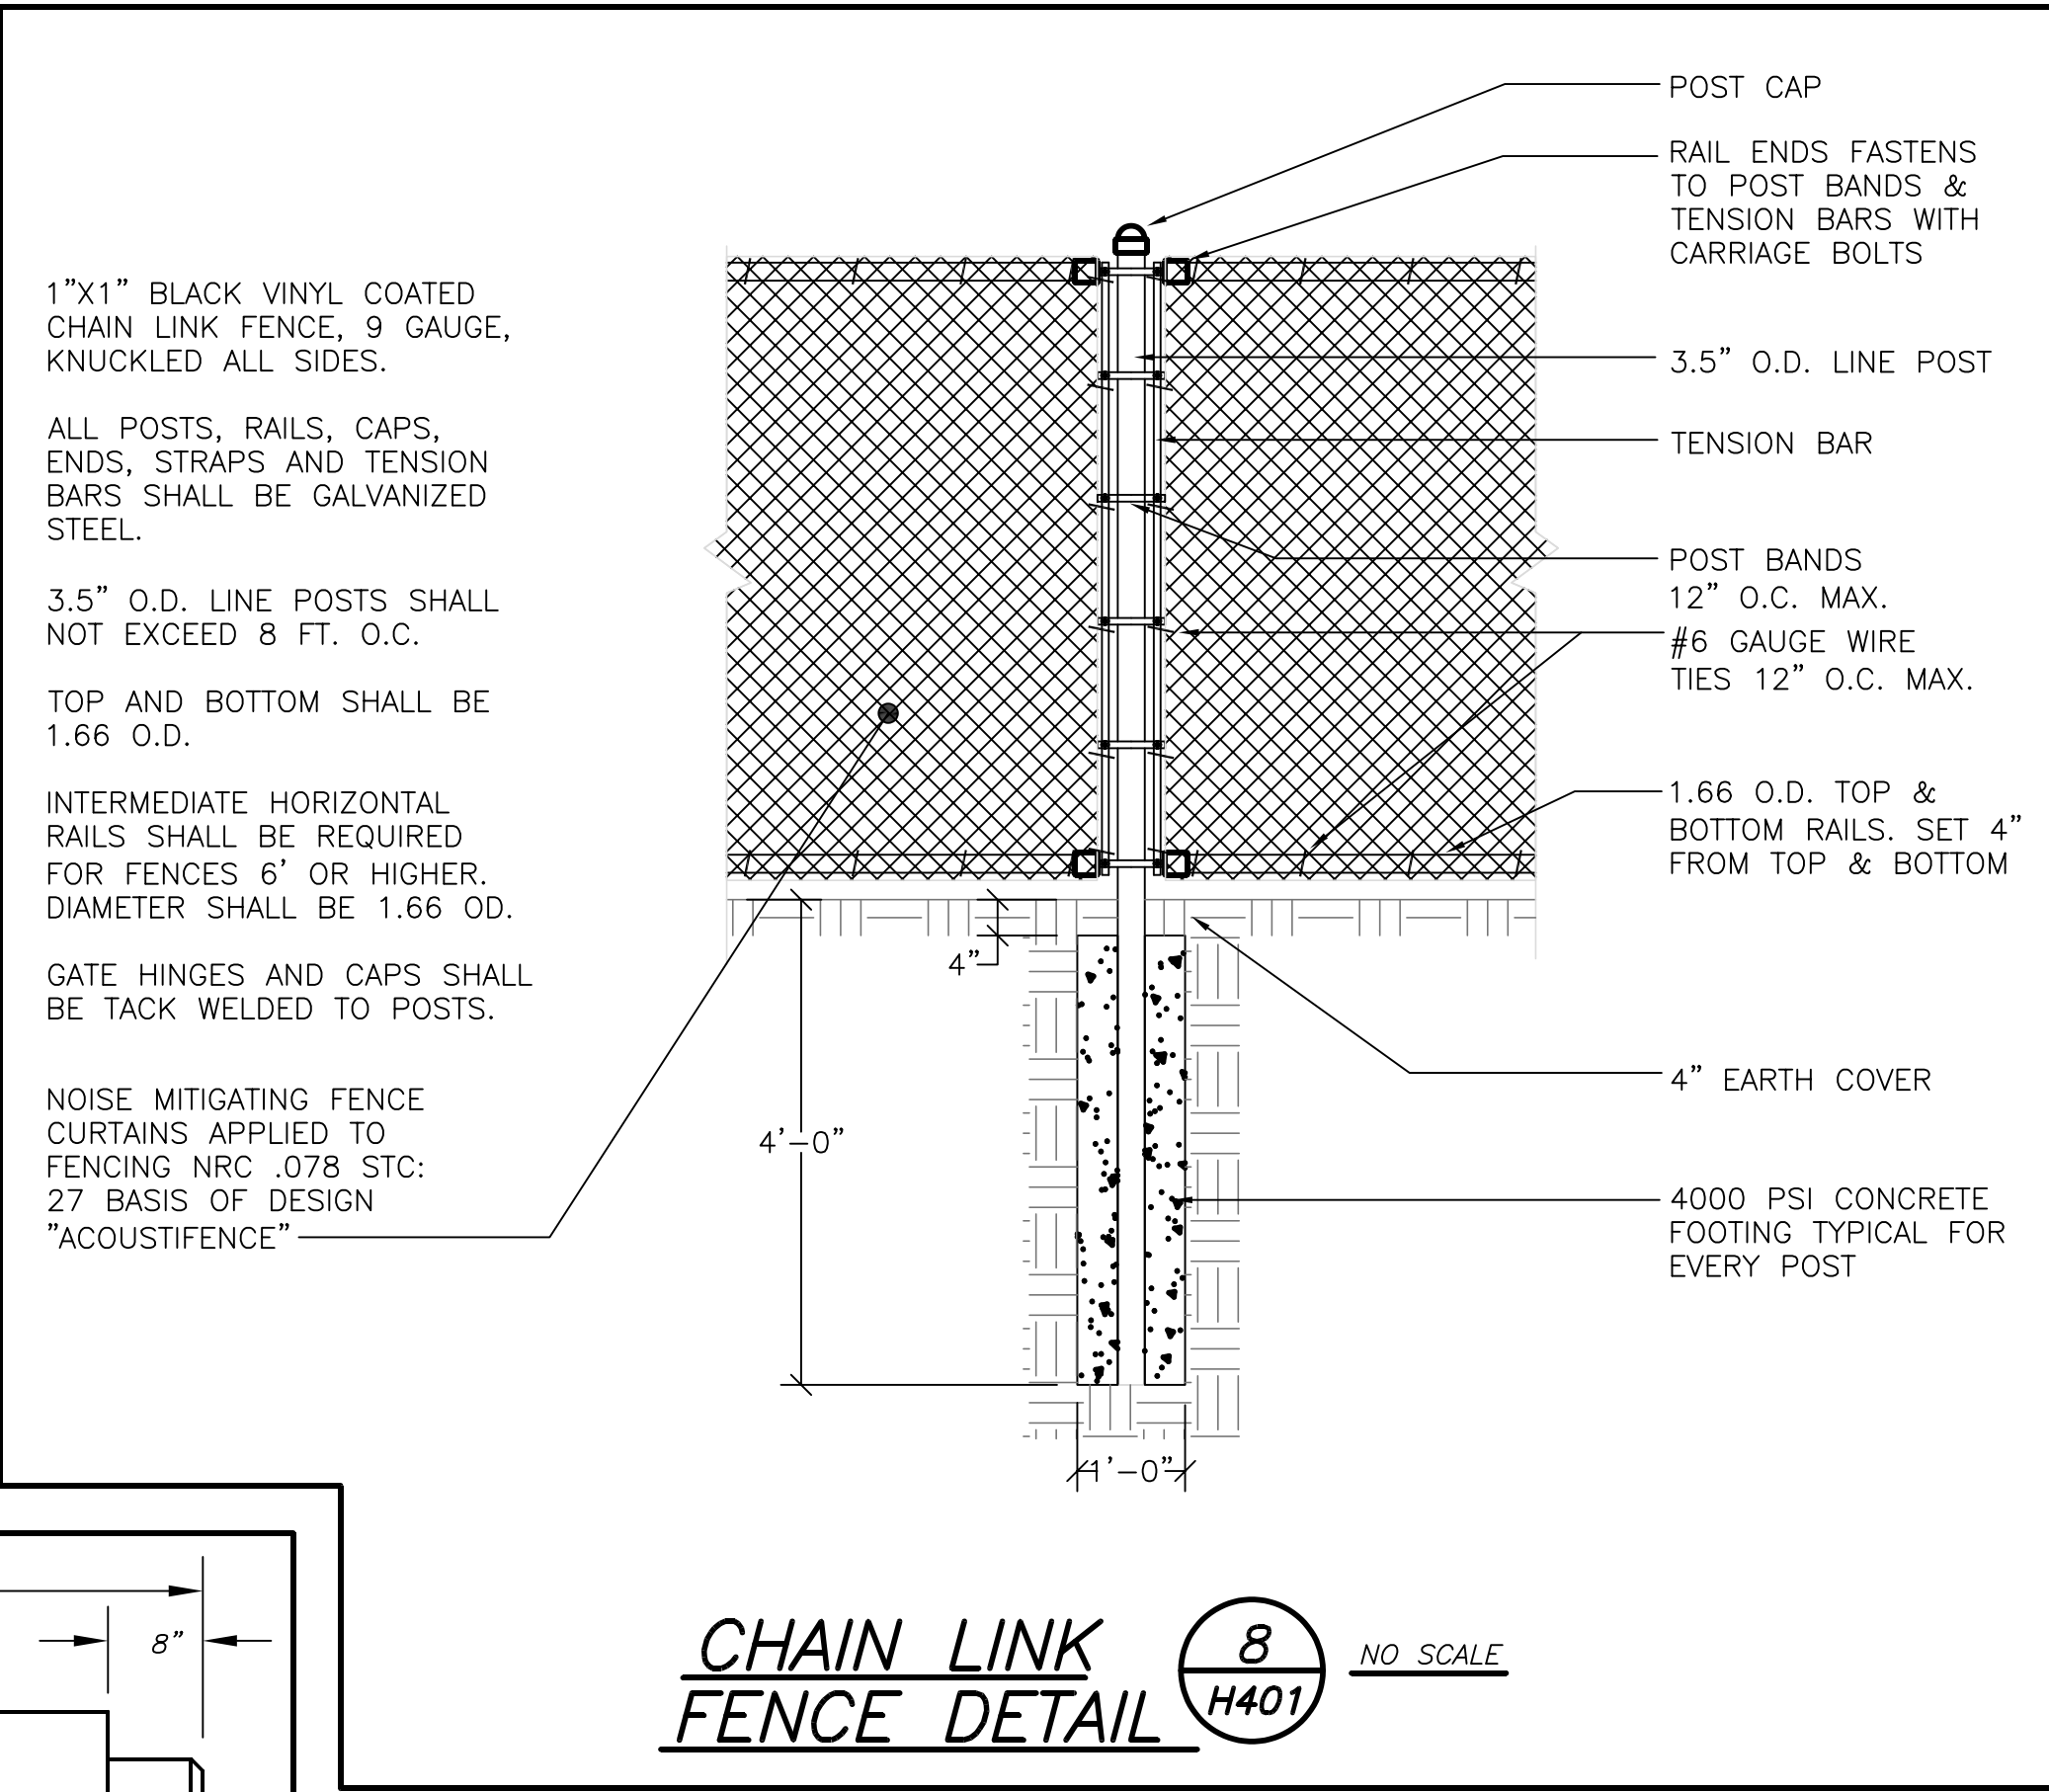 1"X1" BLACK VINYL COATED
CHAIN LINK FENCE, 9 GAUGE,
KNUCKLED ALL SIDES.
ALL POSTS, RAILS, CAPS,
ENDS, STRAPS AND TENSION
BARS SHALL BE GALVANIZED
STEEL.
3.5" O.D. LINE POSTS SHALL
NOT EXCEED 8 FT. O.C.
TOP AND BOTTOM SHALL BE
1.66 O.D.
INTERMEDIATE HORIZONTAL
RAILS SHALL BE REQUIRED
FOR FENCES 6' OR HIGHER.
DIAMETER SHALL BE 1.66 OD.
GATE HINGES AND CAPS SHALL
BE TACK WELDED TO POSTS.
NOISE MITIGATING FENCE
CURTAINS APPLIED TO
FENCING NRC .078 STC:
27 BASIS OF DESIGN
"ACOUSTIFENCE"
POST CAP
RAIL ENDS FASTENS
TO POST BANDS &
TENSION BARS WITH
CARRIAGE BOLTS
3.5" O.D. LINE POST
TENSION BAR
POST BANDS
12" O.C. MAX.
#6 GAUGE WIRE
TIES 12" O.C. MAX.
1.66 O.D. TOP &
BOTTOM RAILS. SET 4"
FROM TOP & BOTTOM
4" EARTH COVER
4000 PSI CONCRETE
FOOTING TYPICAL FOR
EVERY POST
4"
4'-0"
1'-0"
8"
CHAIN LINK
FENCE DETAIL
8
H401
NO SCALE